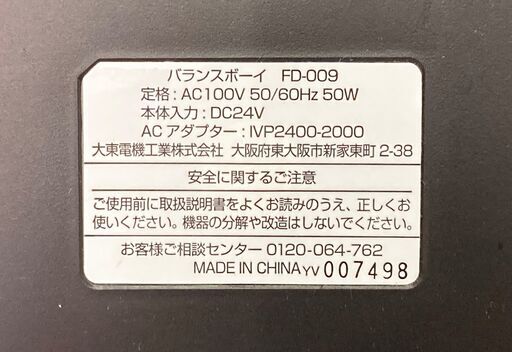 バランスボーイ FD-009
定格：AC100V 50/60Hz 50W
本体入力：DC24V
AC アダプター：IVP2400-2000
大東電機工業株式会社 大阪府東大阪市新家東町 2-38
安全に関するご注意
ご使用前に取扱説明書をよくお読みのうえ、正しくお
使いください。機器の分解や改造はしないでください。
お客様ご相談センター 0120-064-762
MADE IN CHINA YV 007498